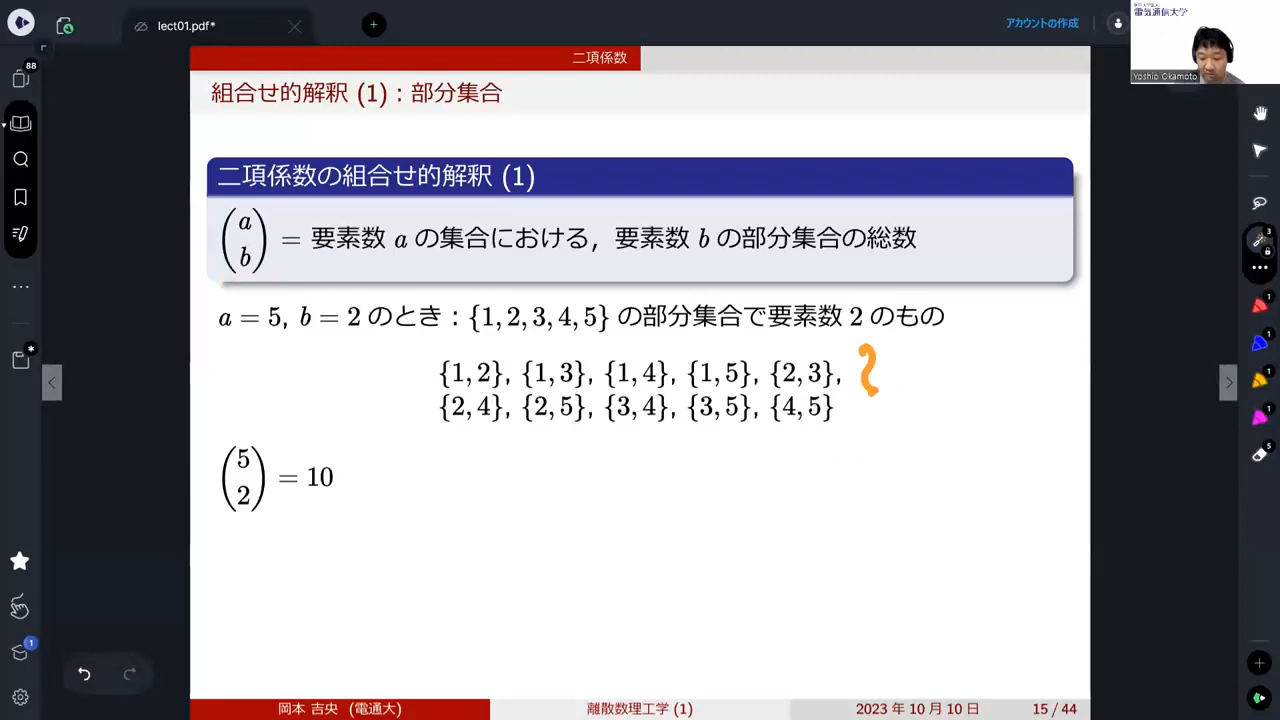 lect01.pdf*
アカウントの作成
電気通信大学
Yoshio Okamoto
88
二項係数
組合せ的解釈 (1) : 部分集合
二項係数の組合せ的解釈 (1)
(a b) = 要素数 a の集合における，要素数 b の部分集合の総数
a = 5, b = 2 のとき : {1, 2, 3, 4, 5} の部分集合で要素数 2 のもの
{1, 2}, {1, 3}, {1, 4}, {1, 5}, {2, 3},
{2, 4}, {2, 5}, {3, 4}, {3, 5}, {4, 5}
(5 2) = 10
3
1
1
1
1
5
1
岡本 吉央 (電通大)
離散数理工学 (1)
2023 年 10 月 10 日
15 / 44